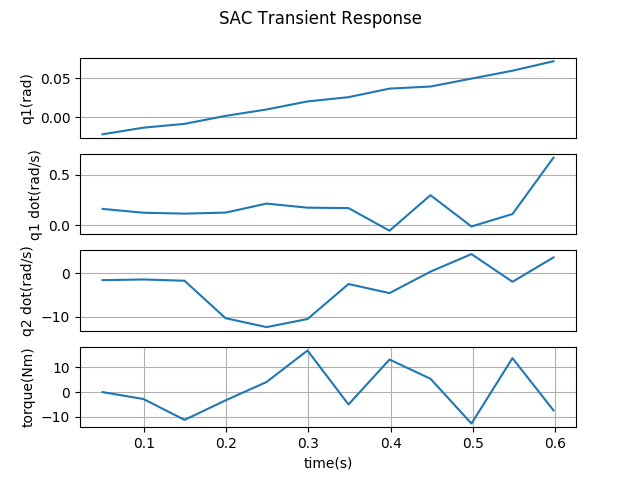 SAC Transient Response
q1(rad)
0.05
0.00
q1 dot(rad/s)
0.5
0.0
q2 dot(rad/s)
0
−10
torque(Nm)
10
0
−10
0.1 0.2 0.3 0.4 0.5 0.6
time(s)